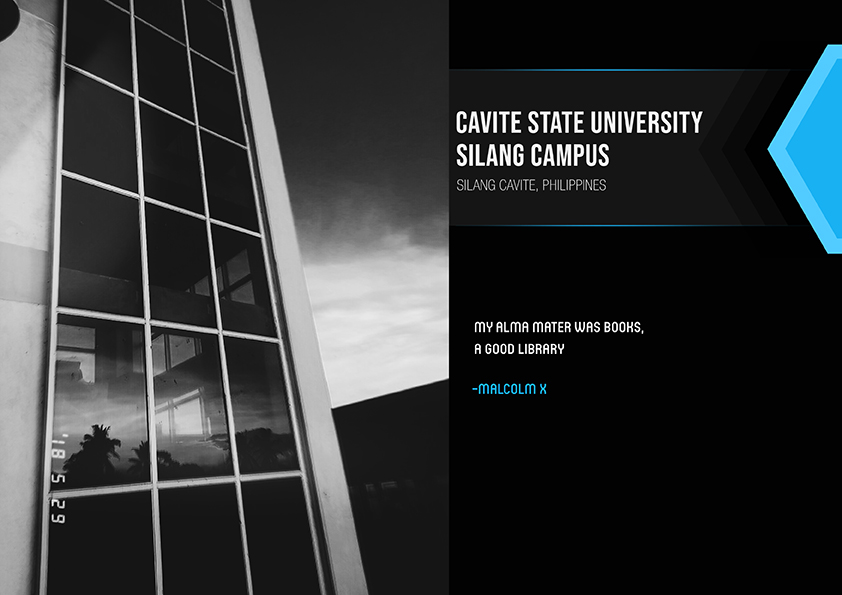 CAVITE STATE UNIVERSITY
SILANG CAMPUS
SILANG CAVITE, PHILIPPINES
MY ALMA MATER WAS BOOKS,
A GOOD LIBRARY
-MALCOLM X
'18 5 29